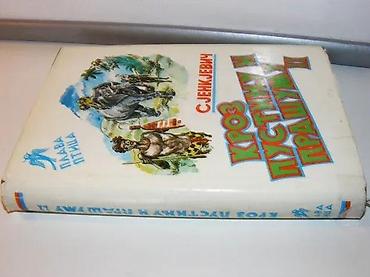 С ЈЕНКЈЕВИЧ
КРОЗ
ПУСТИЊУ И
ПРАШУМУ II
ПЛАВА
ПТИЦА
КРОЗ ПУСТИЊУ И ПРАШУМУ II